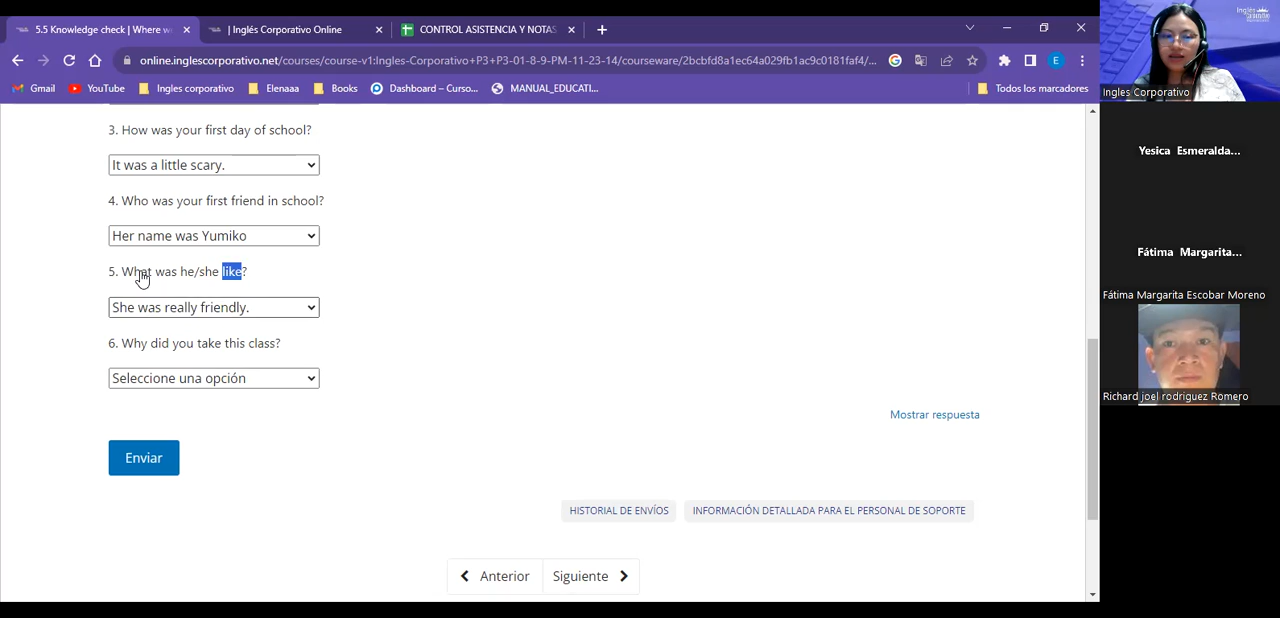 5.5 Knowledge check | Where w
| Inglés Corporativo Online
CONTROL ASISTENCIA Y NOTAS
online.inglescorporativo.net/courses/course-v1:Ingles-Corporativo+P3+P3-01-8-9-PM-11-23-14/courseware/2bcbfd8a1ec64a029fb1ac9c0181faf4/...
E
Gmail
YouTube
Ingles corporativo
Elenaaa
Books
Dashboard – Curso...
MANUAL_EDUCATI...
Todos los marcadores
3. How was your first day of school?
It was a little scary.
4. Who was your first friend in school?
Her name was Yumiko
5. What was he/she like?
She was really friendly.
6. Why did you take this class?
Seleccione una opción
Mostrar respuesta
Enviar
HISTORIAL DE ENVÍOS
INFORMACIÓN DETALLADA PARA EL PERSONAL DE SOPORTE
Anterior
Siguiente
Ingles Corporativo
Yesica Esmeralda...
Fátima Margarita...
Fátima Margarita Escobar Moreno
Richard joel rodriguez Romero